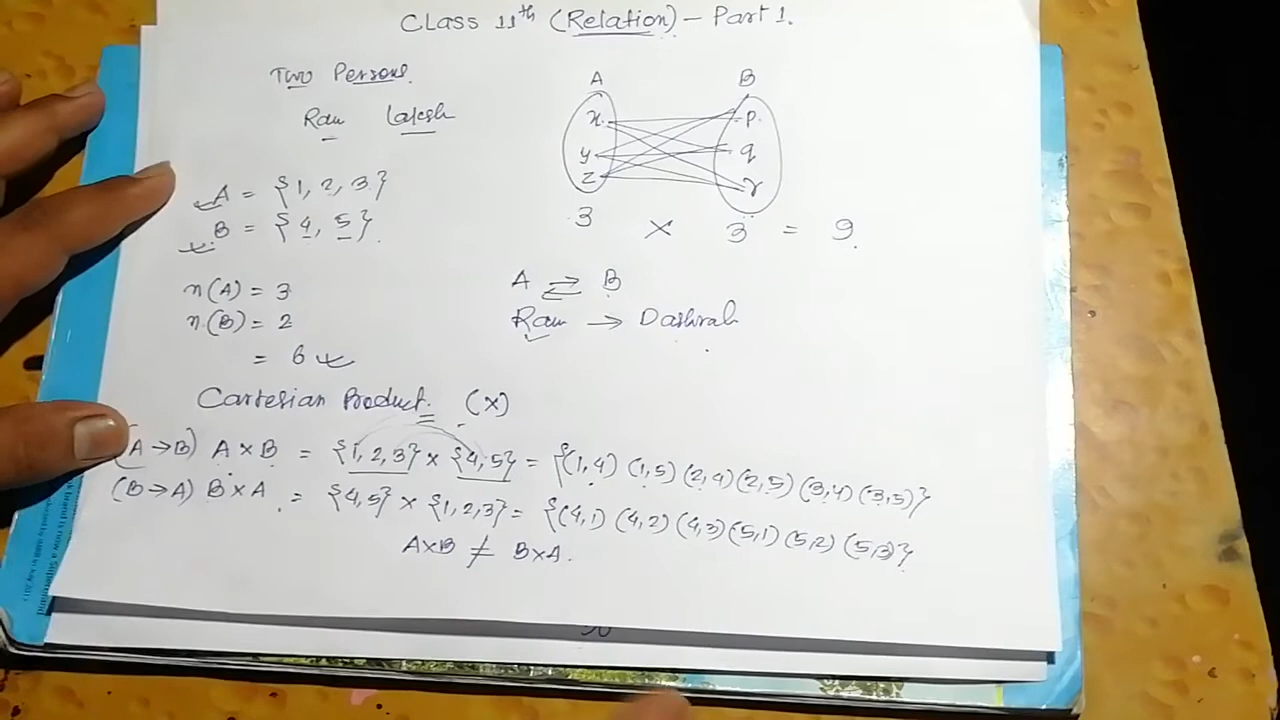 Class 11th (Relation) - Part 1.
Two Persons.
Ram Lakesh
A = {1, 2, 3}
B = {4, 5}.
n(A) = 3
n(B) = 2
= 6
A B
x p.
y q
z r
3 × 3 = 9.
A ⇄ B
Ram → Dashrah
Cartesian Product. (×)
(A→B) A × B = {1, 2, 3} × {4, 5} = {(1, 4) (1, 5) (2, 4) (2, 5) (3, 4) (3, 5)}
(B→A) B × A = {4, 5} × {1, 2, 3} = {(4, 1) (4, 2) (4, 3) (5, 1) (5, 2) (5, 3)}
A×B ≠ B×A.